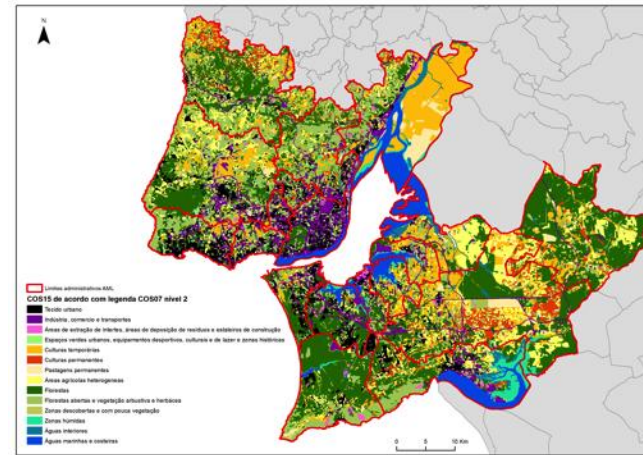 N
Limites administrativos AML
COS15 de acordo com legenda COS07 nível 2
Tecido urbano
Indústria, comercio e transportes
Áreas de extração de inertes, áreas de deposição de resíduos e estaleiros de construção
Espaços verdes urbanos, equipamentos desportivos, culturais e de lazer e zonas históricas
Culturas temporárias
Culturas permanentes
Pastagens permanentes
Áreas agrícolas heterogéneas
Florestas
Florestas abertas e vegetação arbustiva e herbácea
Zonas descobertas e com pouca vegetação
Zonas húmidas
Águas interiores
Águas marinhas e costeiras
0 5 10 Km